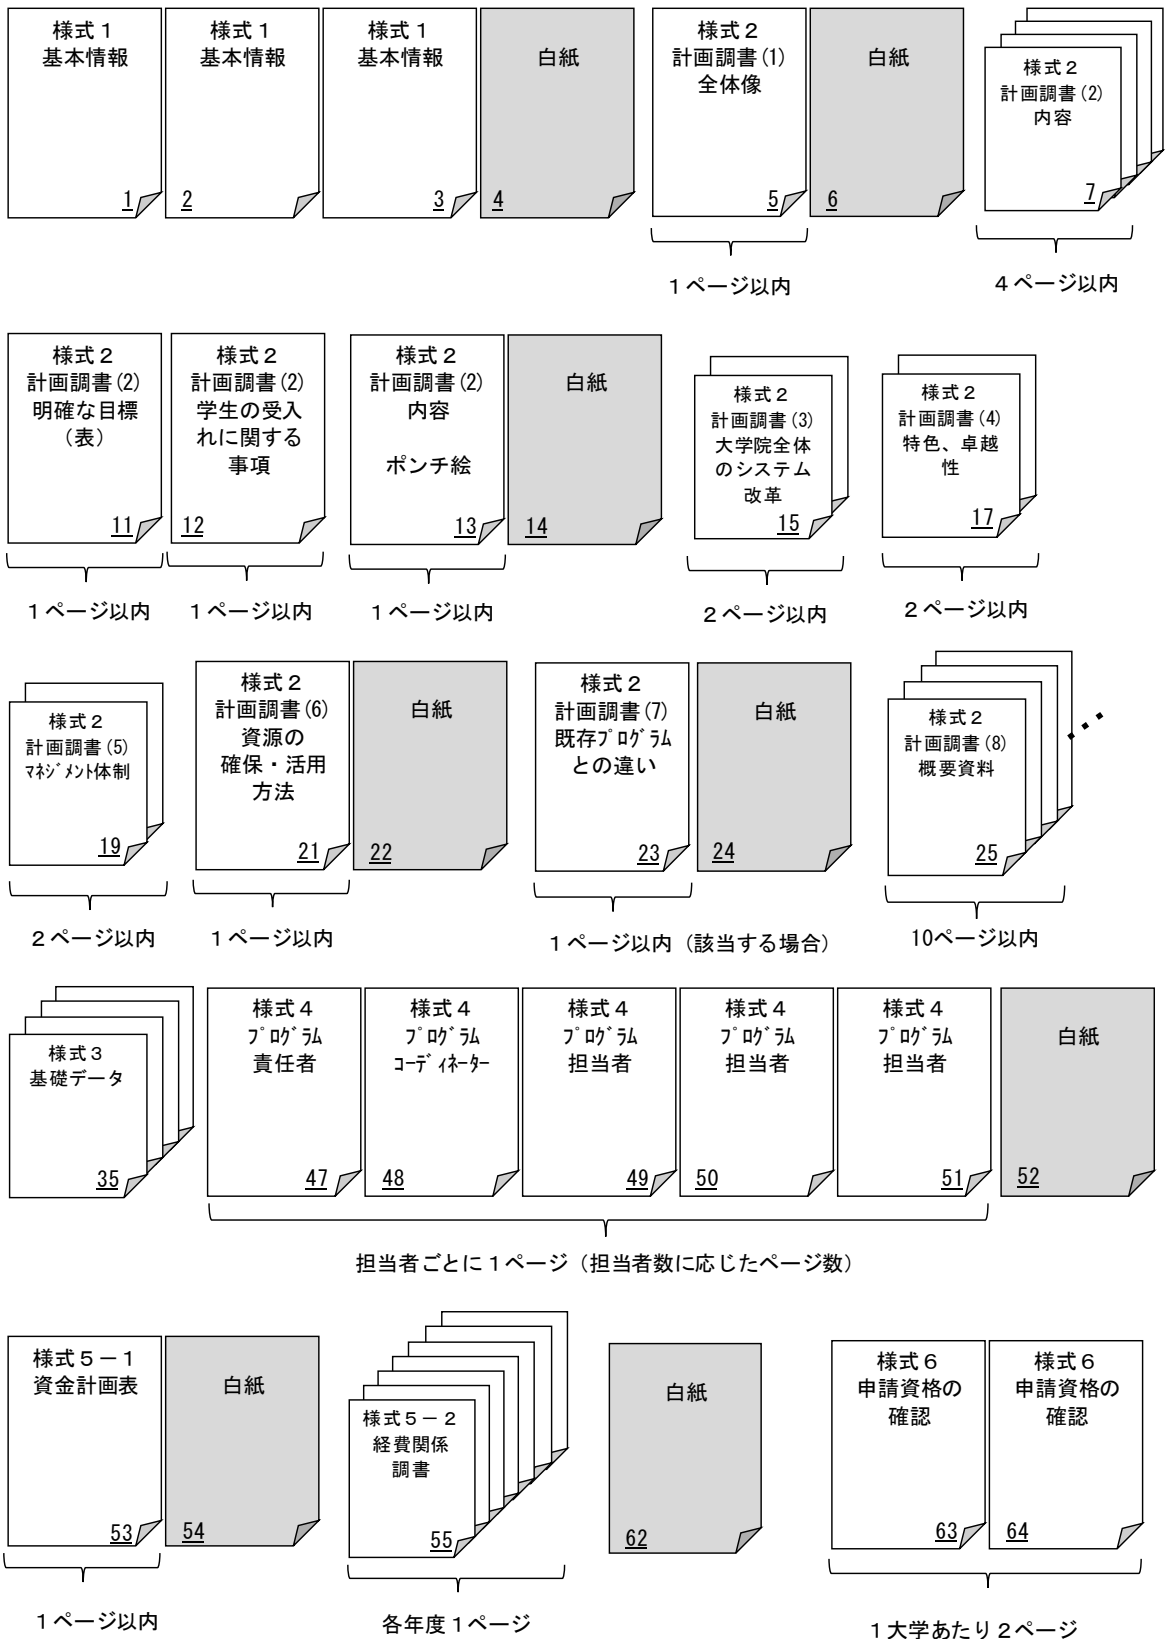 様式１
基本情報
1
様式１
基本情報
2
様式１
基本情報
3
白紙
4
様式２
計画調書(1)
全体像
5
白紙
6
様式２
計画調書(2)
内容
7
１ページ以内
４ページ以内
様式２
計画調書(2)
明確な目標
（表）
11
様式２
計画調書(2)
学生の受入
れに関する
事項
12
様式２
計画調書(2)
内容
ポンチ絵
13
白紙
14
様式２
計画調書(3)
大学院全体
のシステム
改革
15
様式２
計画調書(4)
特色、卓越
性
17
１ページ以内
１ページ以内
１ページ以内
２ページ以内
２ページ以内
様式２
計画調書(5)
ﾏﾈｼﾞﾒﾝﾄ体制
19
様式２
計画調書(6)
資源の
確保・活用
方法
21
白紙
22
様式２
計画調書(7)
既存ﾌﾟﾛｸﾞﾗﾑ
との違い
23
白紙
24
様式２
計画調書(8)
概要資料
25
２ページ以内
１ページ以内
１ページ以内（該当する場合）
10ページ以内
様式３
基礎データ
35
様式４
ﾌﾟﾛｸﾞﾗﾑ
責任者
47
様式４
ﾌﾟﾛｸﾞﾗﾑ
ｺｰﾃﾞｨﾈｰﾀｰ
48
様式４
ﾌﾟﾛｸﾞﾗﾑ
担当者
49
様式４
ﾌﾟﾛｸﾞﾗﾑ
担当者
50
様式４
ﾌﾟﾛｸﾞﾗﾑ
担当者
51
白紙
52
担当者ごとに１ページ（担当者数に応じたページ数）
様式５－１
資金計画表
53
白紙
54
様式５－２
経費関係
調書
55
白紙
62
様式６
申請資格の
確認
63
様式６
申請資格の
確認
64
１ページ以内
各年度１ページ
１大学あたり２ページ